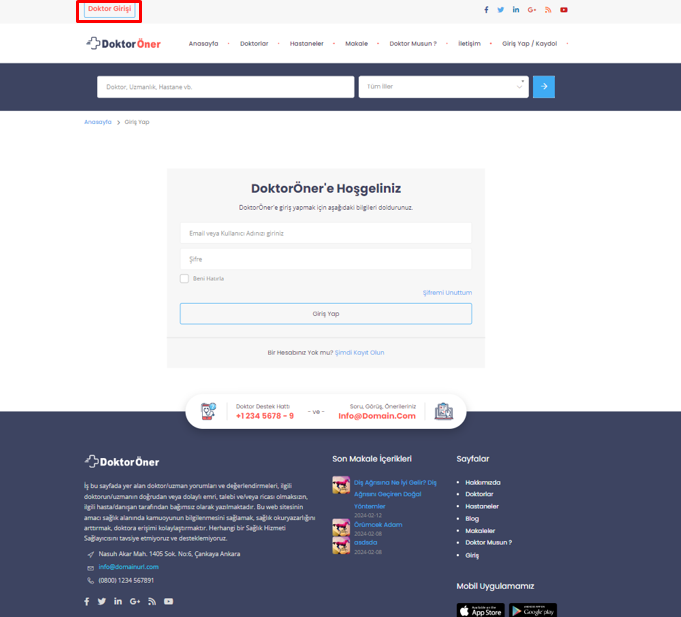 Doktor Girişi
DoktorÖner
Anasayfa
Doktorlar
Hastaneler
Makale
Doktor Musun ?
İletişim
Giriş Yap / Kaydol
Doktor, Uzmanlık, Hastane vb.
Tüm İller
Anasayfa > Giriş Yap
DoktorÖner'e Hoşgeliniz
DoktorÖner'e giriş yapmak için aşağıdaki bilgileri doldurunuz.
Email veya Kullanıcı Adınızı giriniz
Şifre
Beni Hatırla
Şifremi Unuttum
Giriş Yap
Bir Hesabınız Yok mu? Şimdi Kayıt Olun
Doktor Destek Hattı
+1 234 5678 - 9
- ve -
Soru, Görüş, Önerileriniz
Info@Domain.Com
DoktorÖner
İş bu sayfada yer alan doktor/uzman yorumları ve değerlendirmeleri, ilgili
doktorun/uzmanın doğrudan veya dolaylı emri, talebi ve/veya ricası olmaksızın,
ilgili hasta/danışan tarafından bağımsız olarak yazılmaktadır. Bu web sitesinin
amacı sağlık alanında kamuoyunun bilgilenmesini sağlamak, sağlık okuryazarlığını
arttırmak, doktora erişimi kolaylaştırmaktır. Herhangi bir Sağlık Hizmeti
Sağlayıcısını tavsiye etmiyoruz ve desteklemiyoruz.
Nasuh Akar Mah. 1405 Sok. No:6, Çankaya Ankara
info@domainurl.com
(0800) 1234 567891
Son Makale İçerikleri
Diş Ağrısına Ne İyi Gelir? Diş
Ağrısını Geçiren Doğal
Yöntemler
2024-02-12
Örümcek Adam
2024-02-08
asdsda
2024-02-08
Sayfalar
Hakkımızda
Doktorlar
Hastaneler
Blog
Makaleler
Doktor Musun ?
Giriş
Mobil Uygulamamız
App Store
Google play